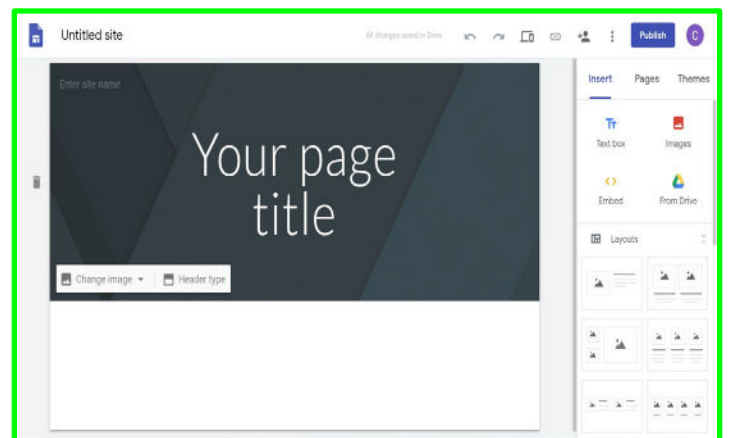 Untitled site
All changes saved in Drive
Publish
C
Enter site name
Your page
title
Change image
Header type
Insert Pages Themes
Text box Images
Embed From Drive
Layouts